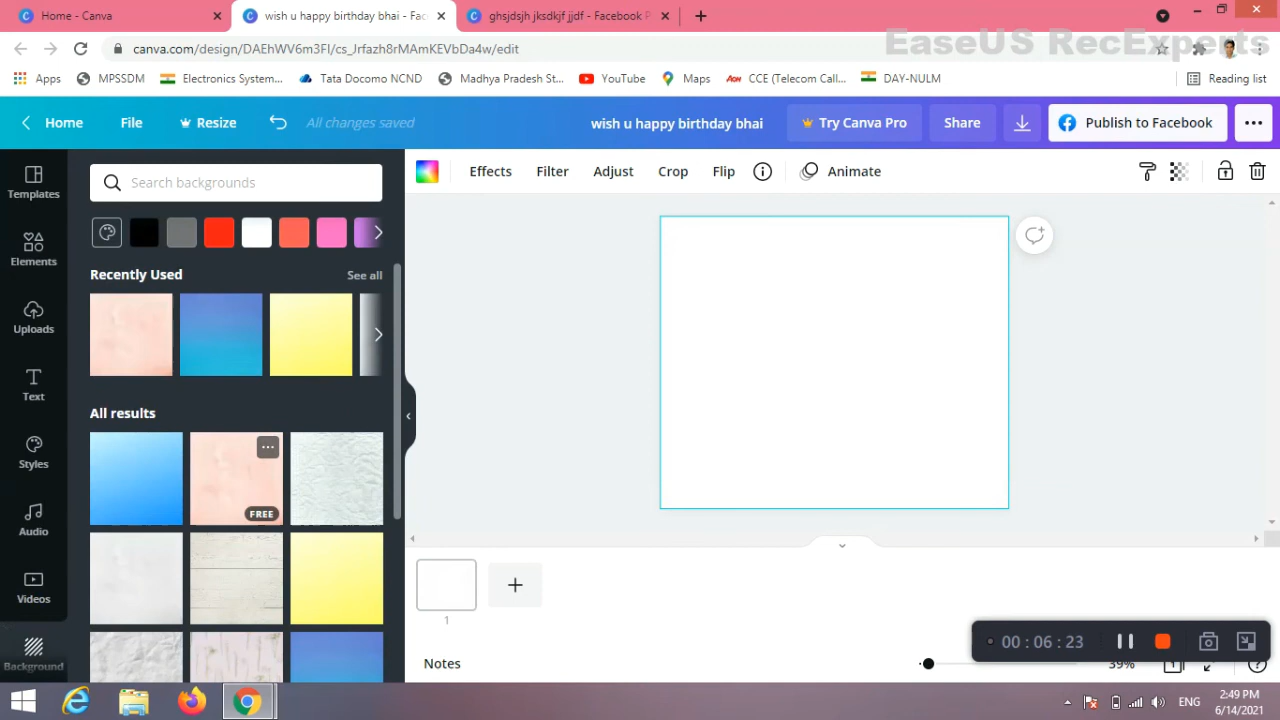 Home - Canva
wish u happy birthday bhai - Fac
ghsjdsjh jksdkjf jjdf - Facebook P
canva.com/design/DAEhWV6m3FI/cs_Jrfazh8rMAmKEVbDa4w/edit
EaseUS RecExperts
Apps
MPSSDM
Electronics System...
Tata Docomo NCND
Madhya Pradesh St...
YouTube
Maps
CCE (Telecom Call...
DAY-NULM
Reading list
Home
File
Resize
All changes saved
wish u happy birthday bhai
Try Canva Pro
Share
Publish to Facebook
Templates
Elements
Uploads
Text
Styles
Audio
Videos
Background
Search backgrounds
Recently Used
See all
All results
FREE
Effects
Filter
Adjust
Crop
Flip
Animate
1
Notes
00 : 06 : 23
39%
1
ENG
2:49 PM
6/14/2021